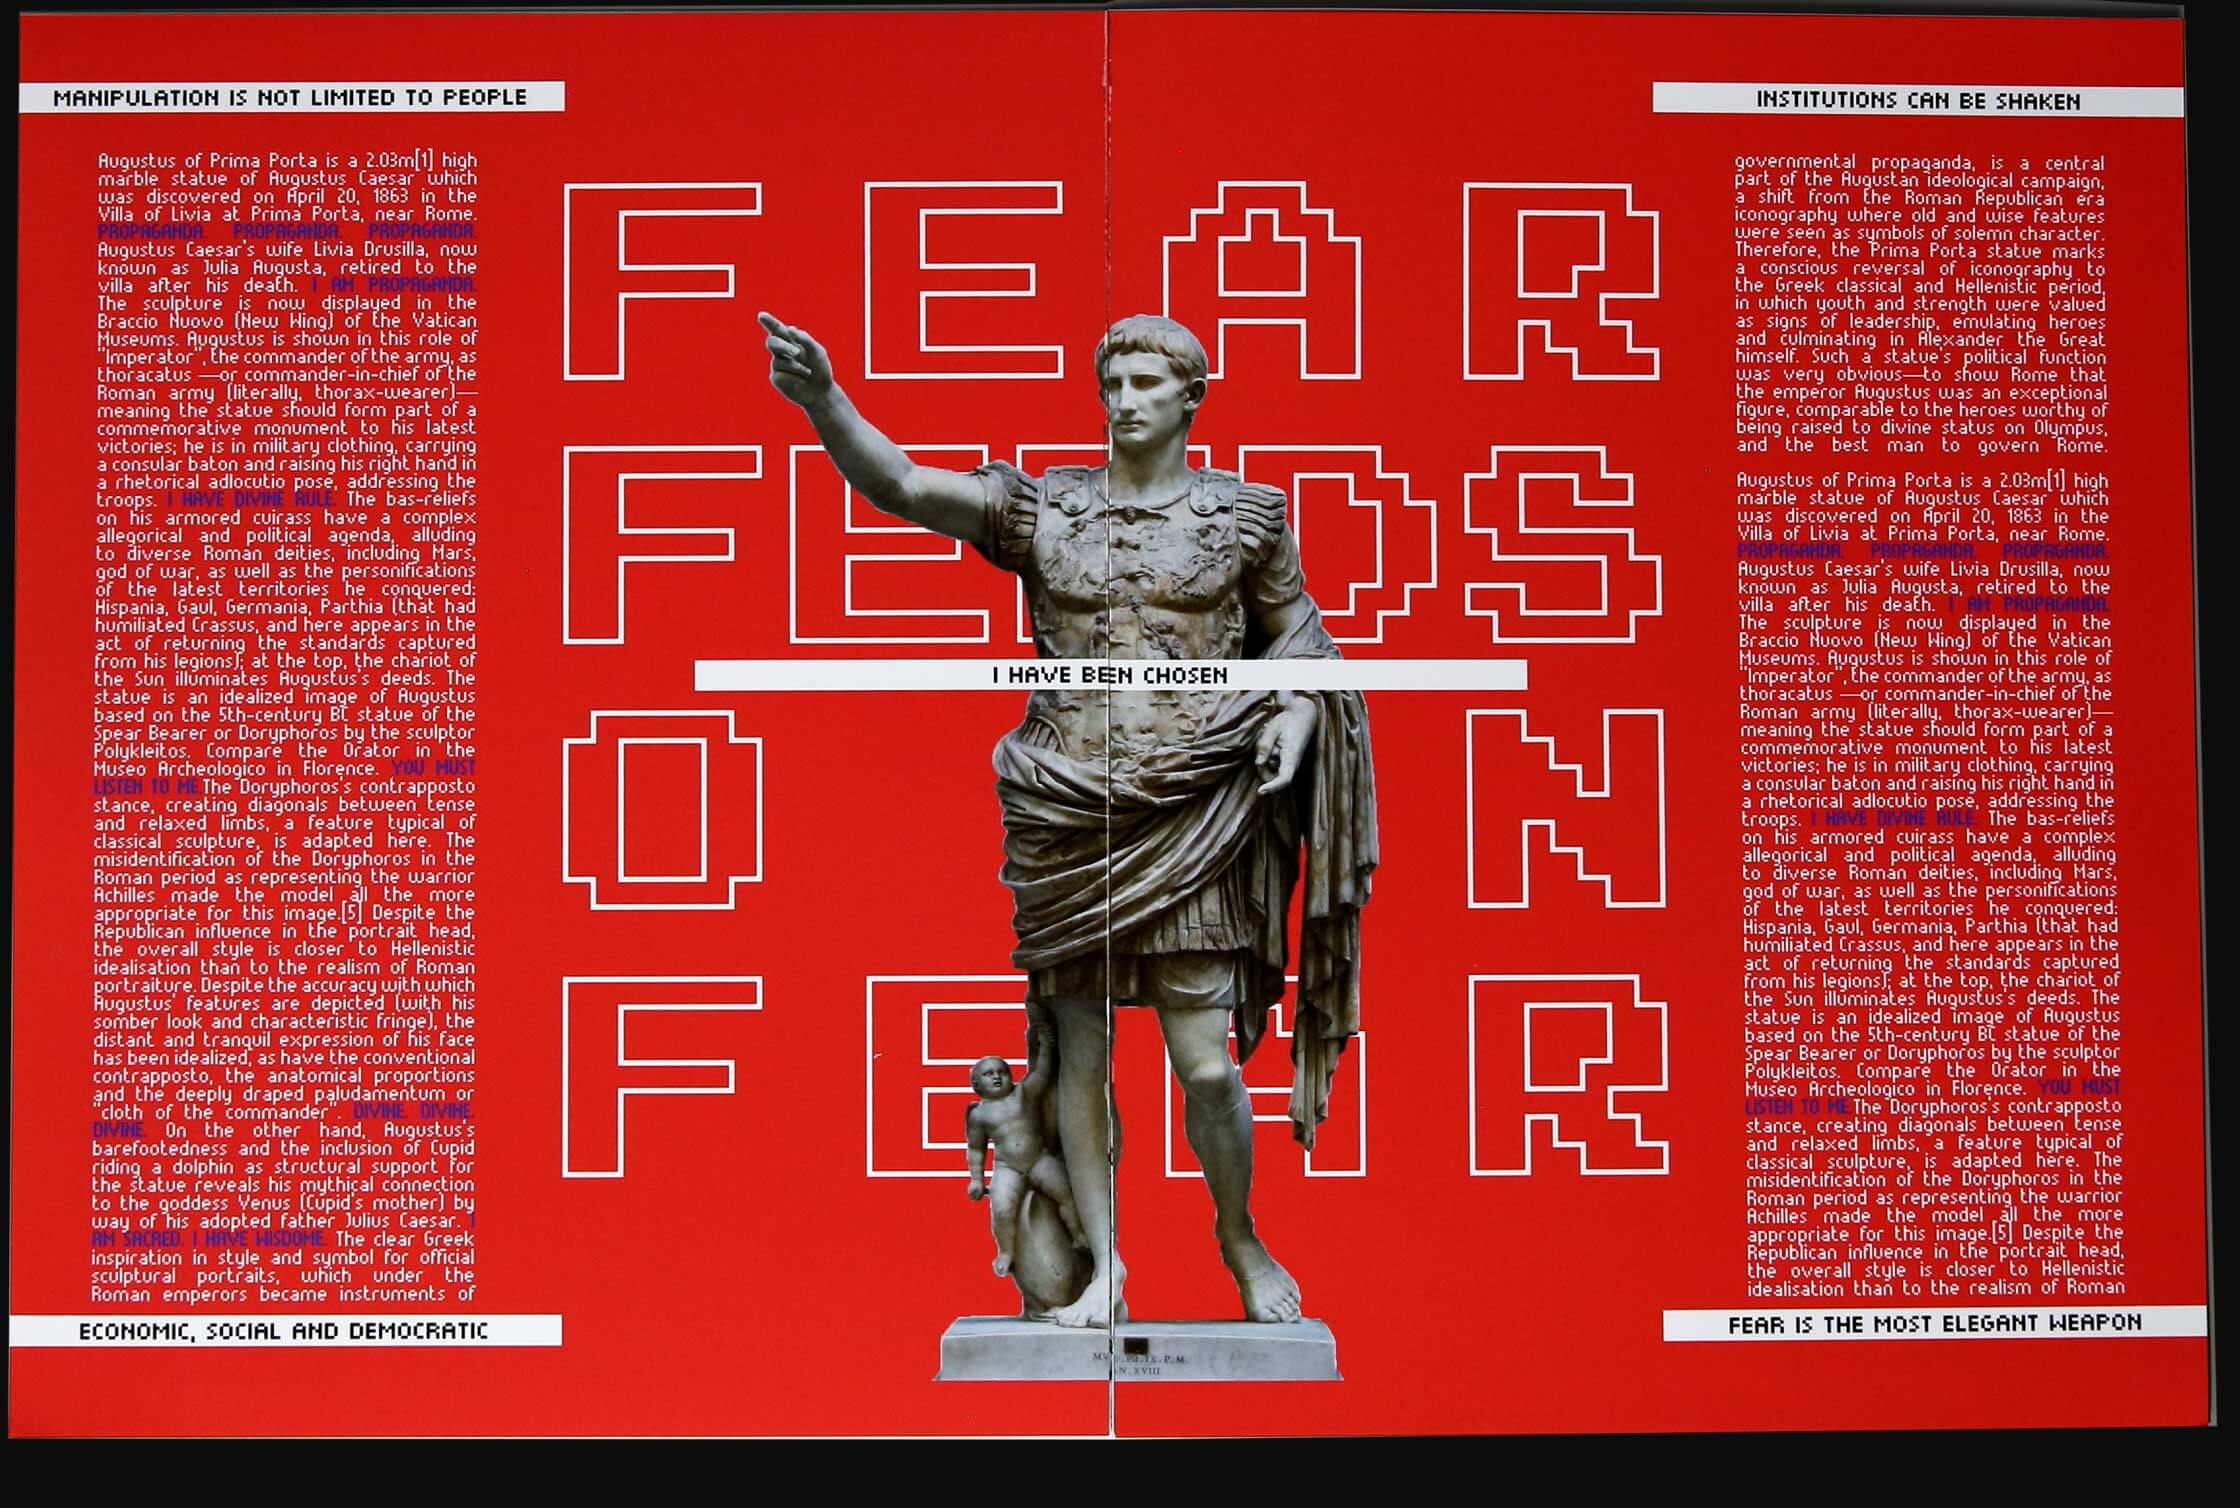 MANIPULATION IS NOT LIMITED TO PEOPLE
Augustus of Prima Porta is a 2.03m[1] high
marble statue of Augustus Caesar which
was discovered on April 20, 1863 in the
Villa of Livia at Prima Porta, near Rome.
PROPAGANDA. PROPAGANDA. PROPAGANDA.
Augustus Caesar's wife Livia Drusilla, now
known as Julia Augusta, retired to the
villa after his death. I AM PROPAGANDA.
The sculpture is now displayed in the
Braccio Nuovo (New Wing) of the Vatican
Museums. Augustus is shown in this role of
"Imperator", the commander of the army, as
thoracatus —or commander-in-chief of the
Roman army (literally, thorax-wearer)—
meaning the statue should form part of a
commemorative monument to his latest
victories; he is in military clothing, carrying
a consular baton and raising his right hand in
a rhetorical adlocutio pose, addressing the
troops. I HAVE DIVINE RULE. The bas-reliefs
on his armored cuirass have a complex
allegorical and political agenda, alluding
to diverse Roman deities, including Mars,
god of war, as well as the personifications
of the latest territories he conquered:
Hispania, Gaul, Germania, Parthia (that had
humiliated Crassus, and here appears in the
act of returning the standards captured
from his legions); at the top, the chariot of
the Sun illuminates Augustus's deeds. The
statue is an idealized image of Augustus
based on the 5th-century BC statue of the
Spear Bearer or Doryphoros by the sculptor
Polykleitos. Compare the Orator in the
Museo Archeologico in Florence. YOU MUST
LISTEN TO ME.The Doryphoros's contrapposto
stance, creating diagonals between tense
and relaxed limbs, a feature typical of
classical sculpture, is adapted here. The
misidentification of the Doryphoros in the
Roman period as representing the warrior
Achilles made the model all the more
appropriate for this image.[5] Despite the
Republican influence in the portrait head,
the overall style is closer to Hellenistic
idealisation than to the realism of Roman
portraiture. Despite the accuracy with which
Augustus' features are depicted (with his
somber look and characteristic fringe), the
distant and tranquil expression of his face
has been idealized, as have the conventional
contrapposto, the anatomical proportions
and the deeply draped paludamentum or
"cloth of the commander". DIVINE. DIVINE.
DIVINE. On the other hand, Augustus's
barefootedness and the inclusion of Cupid
riding a dolphin as structural support for
the statue reveals his mythical connection
to the goddess Venus (Cupid's mother) by
way of his adopted father Julius Caesar. I
AM SACRED. I HAVE WISDOME. The clear Greek
inspiration in style and symbol for official
sculptural portraits, which under the
Roman emperors became instruments of
ECONOMIC, SOCIAL AND DEMOCRATIC
FEAR
FEEDS
I HAVE BEEN CHOSEN
ON
FEAR
INSTITUTIONS CAN BE SHAKEN
governmental propaganda, is a central
part of the Augustan ideological campaign,
a shift from the Roman Republican era
iconography where old and wise features
were seen as symbols of solemn character.
Therefore, the Prima Porta statue marks
a conscious reversal of iconography to
the Greek classical and Hellenistic period,
in which youth and strength were valued
as signs of leadership, emulating heroes
and culminating in Alexander the Great
himself. Such a statue's political function
was very obvious—to show Rome that
the emperor Augustus was an exceptional
figure, comparable to the heroes worthy of
being raised to divine status on Olympus,
and the best man to govern Rome.
Augustus of Prima Porta is a 2.03m[1] high
marble statue of Augustus Caesar which
was discovered on April 20, 1863 in the
Villa of Livia at Prima Porta, near Rome.
PROPAGANDA. PROPAGANDA. PROPAGANDA.
Augustus Caesar's wife Livia Drusilla, now
known as Julia Augusta, retired to the
villa after his death. I AM PROPAGANDA.
The sculpture is now displayed in the
Braccio Nuovo (New Wing) of the Vatican
Museums. Augustus is shown in this role of
"Imperator", the commander of the army, as
thoracatus —or commander-in-chief of the
Roman army (literally, thorax-wearer)—
meaning the statue should form part of a
commemorative monument to his latest
victories; he is in military clothing, carrying
a consular baton and raising his right hand in
a rhetorical adlocutio pose, addressing the
troops. I HAVE DIVINE RULE. The bas-reliefs
on his armored cuirass have a complex
allegorical and political agenda, alluding
to diverse Roman deities, including Mars,
god of war, as well as the personifications
of the latest territories he conquered:
Hispania, Gaul, Germania, Parthia (that had
humiliated Crassus, and here appears in the
act of returning the standards captured
from his legions); at the top, the chariot of
the Sun illuminates Augustus's deeds. The
statue is an idealized image of Augustus
based on the 5th-century BC statue of the
Spear Bearer or Doryphoros by the sculptor
Polykleitos. Compare the Orator in the
Museo Archeologico in Florence. YOU MUST
LISTEN TO ME.The Doryphoros's contrapposto
stance, creating diagonals between tense
and relaxed limbs, a feature typical of
classical sculpture, is adapted here. The
misidentification of the Doryphoros in the
Roman period as representing the warrior
Achilles made the model all the more
appropriate for this image.[5] Despite the
Republican influence in the portrait head,
the overall style is closer to Hellenistic
idealisation than to the realism of Roman
FEAR IS THE MOST ELEGANT WEAPON